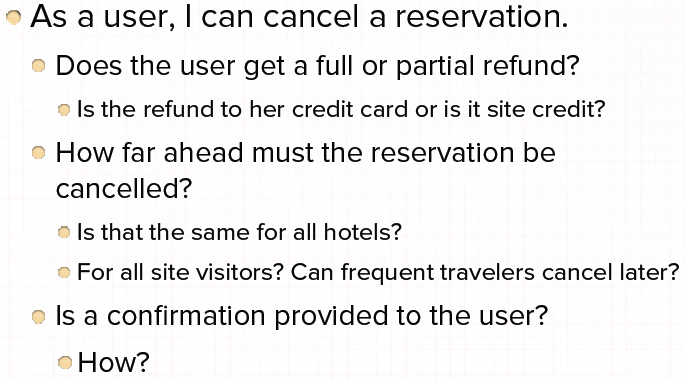 As a user, I can cancel a reservation.
Does the user get a full or partial refund?
Is the refund to her credit card or is it site credit?
How far ahead must the reservation be
cancelled?
Is that the same for all hotels?
For all site visitors? Can frequent travelers cancel later?
Is a confirmation provided to the user?
How?